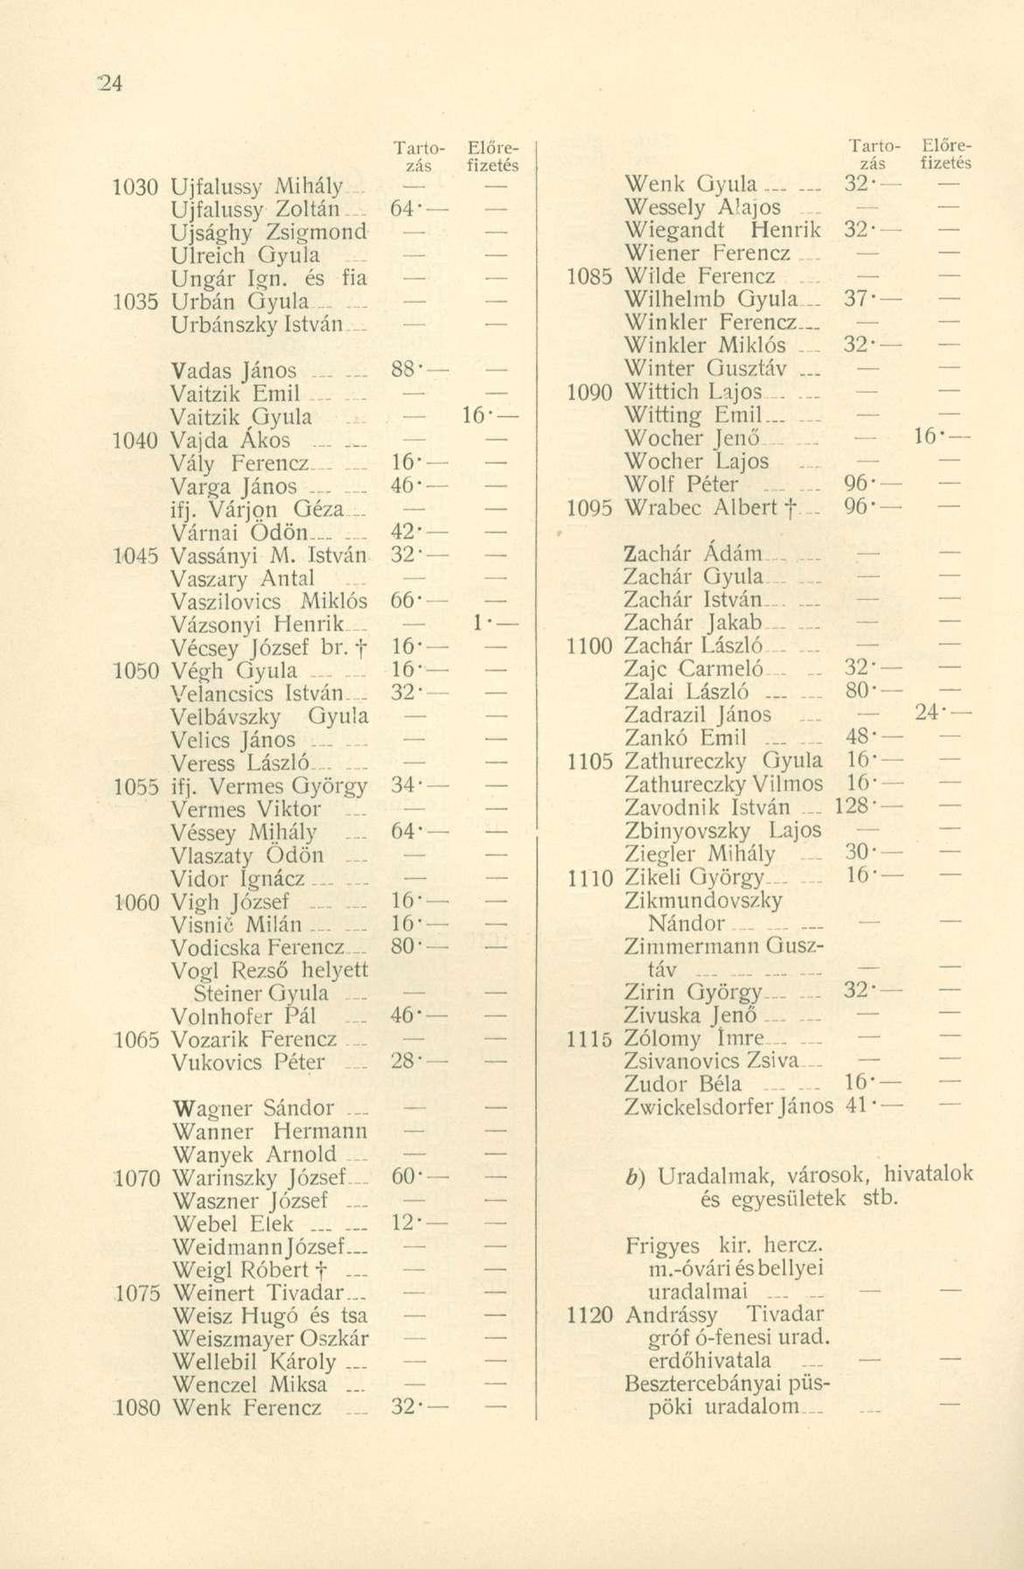 24
Tarto- Előre-
zás fizetés
1030 Ujfalussy Mihály — —
Ujfalussy Zoltán 64·— —
Ujsághy Zsigmond — —
Ulreich Gyula — —
Ungár Ign. és fia — —
1035 Urbán Gyula — —
Urbánszky István — —
Vadas János 88·— —
Vaitzik Emil — —
Vaitzik Gyula — 16·—
1040 Vajda Ákos — —
Vály Ferencz 16·— —
Varga János 46·— —
ifj. Várjon Géza — —
Várnai Ödön 42·— —
1045 Vassányi M. István 32·— —
Vaszary Antal — —
Vaszilovics Miklós 66·— —
Vázsonyi Henrik — 1·—
Vécsey József br. † 16·— —
1050 Végh Gyula 16·— —
Velancsics István 32·— —
Velbávszky Gyula — —
Velics János — —
Veress László — —
1055 ifj. Vermes György 34·— —
Vermes Viktor — —
Véssey Mihály 64·— —
Vlaszaty Ödön — —
Vidor Ignácz — —
1060 Vigh József 16·— —
Visnič Milán 16·— —
Vodicska Ferencz 80·— —
Vogl Rezső helyett
Steiner Gyula — —
Volnhofer Pál 46·— —
1065 Vozarik Ferencz — —
Vukovics Péter 28·— —
Wagner Sándor — —
Wanner Hermann — —
Wanyek Arnold — —
1070 Warinszky József 60·— —
Waszner József — —
Webel Elek 12·— —
Weidmann József — —
Weigl Róbert † — —
1075 Weinert Tivadar — —
Weisz Hugó és tsa — —
Weiszmayer Oszkár — —
Wellebil Károly — —
Wenczel Miksa — —
1080 Wenk Ferencz 32·— —
Tarto- Előre-
zás fizetés
Wenk Gyula 32·— —
Wessely Alajos — —
Wiegandt Henrik 32·— —
Wiener Ferencz — —
1085 Wilde Ferencz — —
Wilhelmb Gyula 37·— —
Winkler Ferencz — —
Winkler Miklós 32·— —
Winter Gusztáv — —
1090 Wittich Lajos — —
Witting Emil — —
Wocher Jenő — 16·—
Wocher Lajos — —
Wolf Péter 96·— —
1095 Wrabec Albert † 96·— —
Zachár Ádám — —
Zachár Gyula — —
Zachár István — —
Zachár Jakab — —
1100 Zachár László — —
Zajc Carmeló 32·— —
Zalai László 80·— —
Zadrazil János — 24·—
Zankó Emil 48·— —
1105 Zathureczky Gyula 16·— —
Zathureczky Vilmos 16·— —
Zavodnik István 128·— —
Zbinyovszky Lajos — —
Ziegler Mihály 30·— —
1110 Zikeli György 16·— —
Zikmundovszky
Nándor — —
Zimmermann Gusz-
táv — —
Zirin György 32·— —
Zivuska Jenő — —
1115 Zólomy Imre — —
Zsivanovics Zsiva — —
Zudor Béla 16·— —
Zwickelsdorfer János 41·— —
b) Uradalmak, városok, hivatalok
és egyesületek stb.
Frigyes kir. hercz.
m.-óvári és bellyei
uradalmai — —
1120 Andrássy Tivadar
gróf ó-fenesi urad.
erdőhivatala — —
Besztercebányai püs-
pöki uradalom —